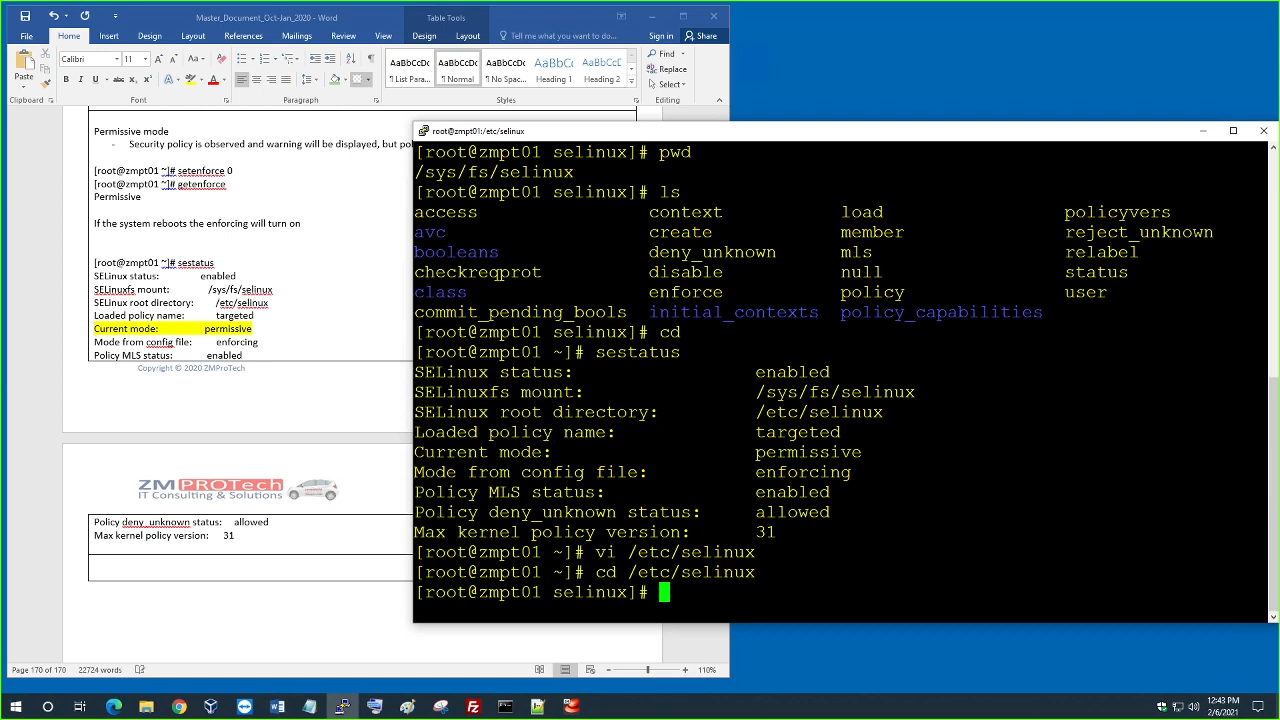 Master_Document_Oct-Jan_2020 - Word
Table Tools
File Home Insert Design Layout References Mailings Review View Design Layout Tell me what you want to do... Sign in Share
Paste
Calibri 11
AaBbCcDc AaBbCcDc AaBbCcDc AaBbCc AaBbCcD
¶ List Para... ¶ Normal ¶ No Spac... Heading 1 Heading 2
Find
Replace
Select
Clipboard Font Paragraph Styles Editing
Permissive mode
- Security policy is observed and warning will be displayed, but pol
[root@zmpt01 ~]# setenforce 0
[root@zmpt01 ~]# getenforce
Permissive
If the system reboots the enforcing will turn on
[root@zmpt01 ~]# sestatus
SELinux status: enabled
SELinuxfs mount: /sys/fs/selinux
SELinux root directory: /etc/selinux
Loaded policy name: targeted
Current mode: permissive
Mode from config file: enforcing
Policy MLS status: enabled
Copyright © 2020 ZMProTech
ZM PROTech
IT Consulting & Solutions
Policy deny_unknown status: allowed
Max kernel policy version: 31
Page 170 of 170 22724 words 110%
root@zmpt01:/etc/selinux
[root@zmpt01 selinux]# pwd
/sys/fs/selinux
[root@zmpt01 selinux]# ls
access context load policyvers
avc create member reject_unknown
booleans deny_unknown mls relabel
checkreqprot disable null status
class enforce policy user
commit_pending_bools initial_contexts policy_capabilities
[root@zmpt01 selinux]# cd
[root@zmpt01 ~]# sestatus
SELinux status: enabled
SELinuxfs mount: /sys/fs/selinux
SELinux root directory: /etc/selinux
Loaded policy name: targeted
Current mode: permissive
Mode from config file: enforcing
Policy MLS status: enabled
Policy deny_unknown status: allowed
Max kernel policy version: 31
[root@zmpt01 ~]# vi /etc/selinux
[root@zmpt01 ~]# cd /etc/selinux
[root@zmpt01 selinux]#
12:43 PM
2/6/2021